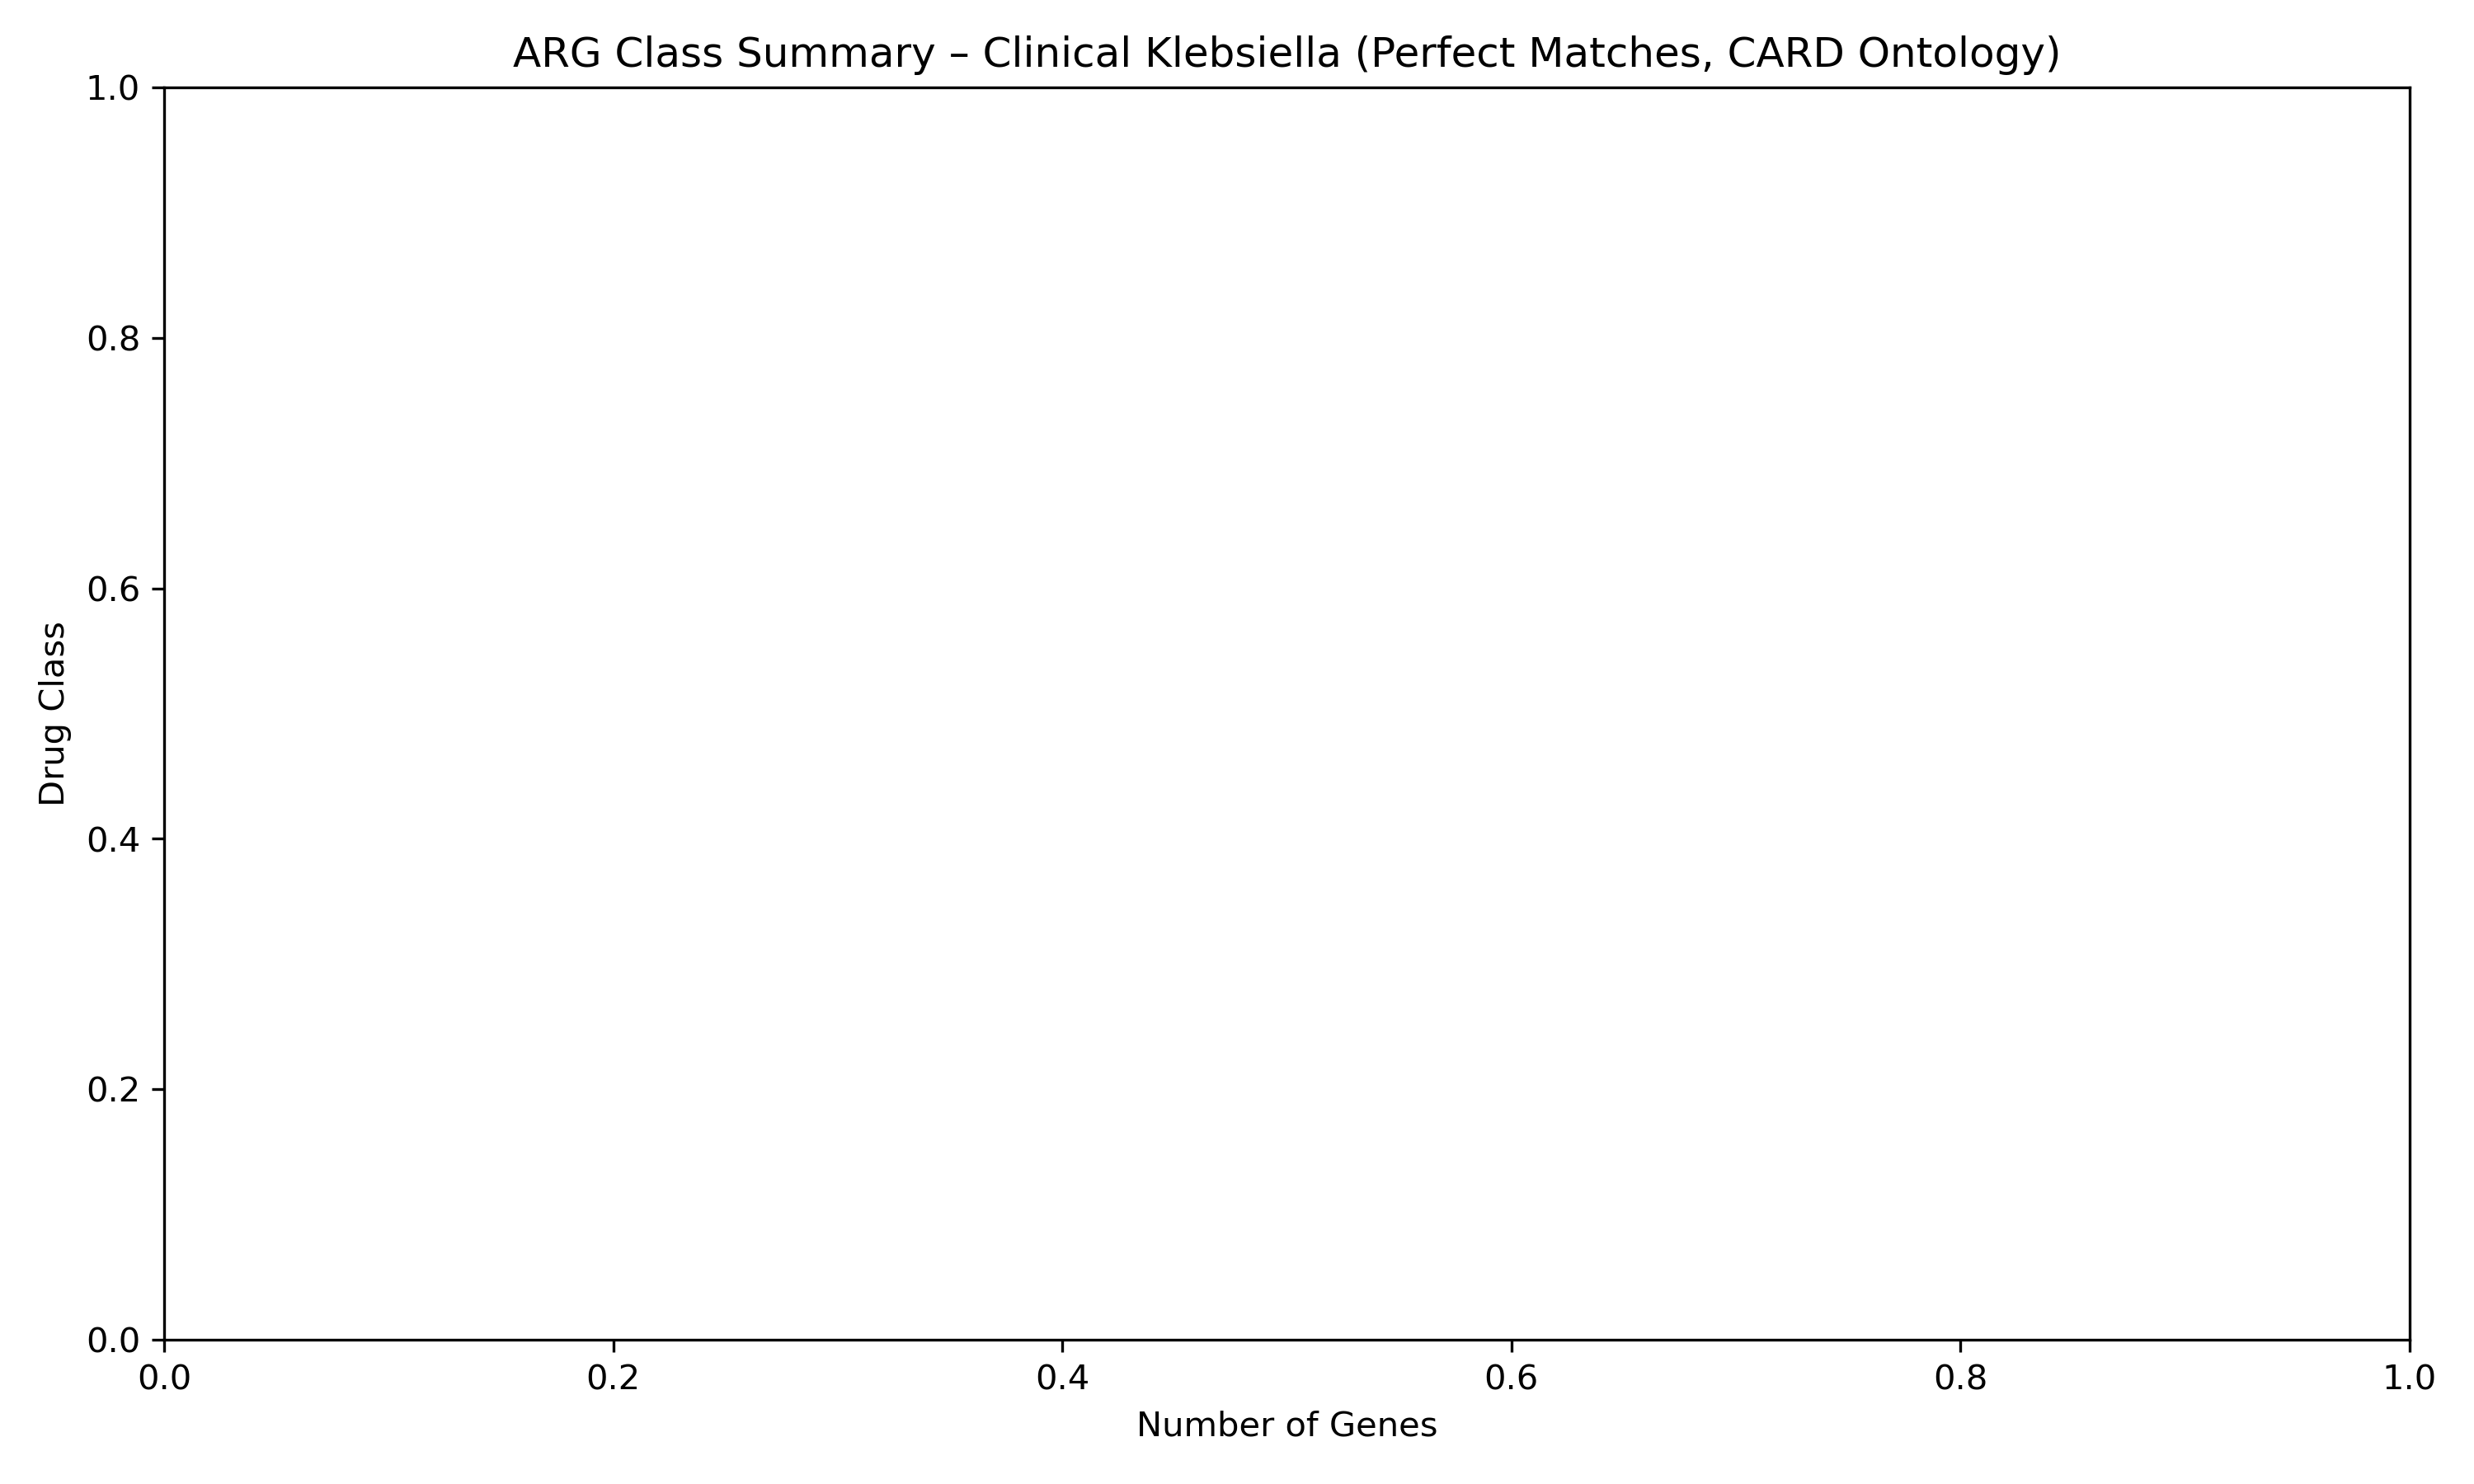 ARG Class Summary – Clinical Klebsiella (Perfect Matches, CARD Ontology)
1.0
0.8
0.6
Drug Class
0.4
0.2
0.0
0.0 0.2 0.4 0.6 0.8 1.0
Number of Genes